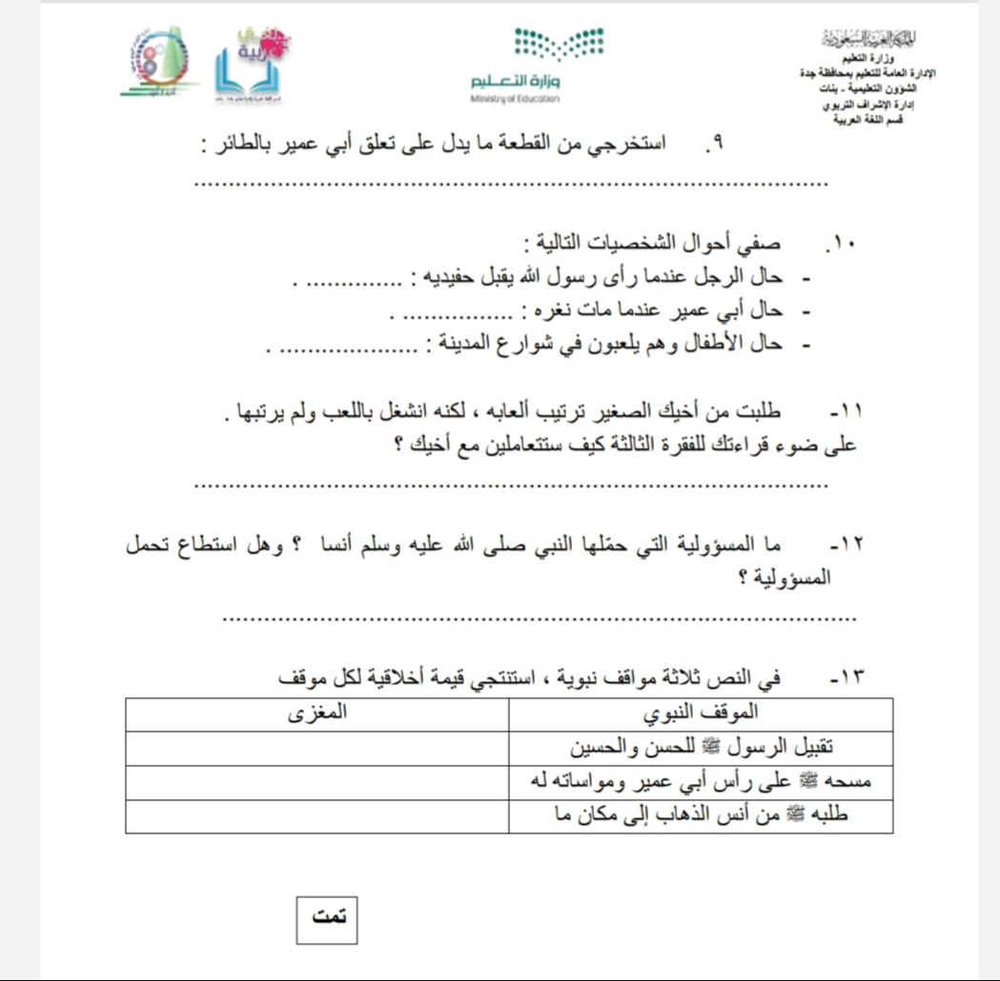 المملكة العربية السعودية
وزارة التعليم
الإدارة العامة للتعليم بمحافظة جدة
الشؤون التعليمية - بنات
إدارة الإشراف التربوي
قسم اللغة العربية
وزارة التعليم
Ministry of Education
عربية
٩. استخرجي من القطعة ما يدل على تعلق أبي عمير بالطائر :
..........................................................................................
١٠. صفي أحوال الشخصيات التالية :
- حال الرجل عندما رأى رسول الله يقبل حفيديه : .............. .
- حال أبي عمير عندما مات نغره : ................ .
- حال الأطفال وهم يلعبون في شوارع المدينة : .................... .
١١- طلبت من أخيك الصغير ترتيب ألعابه ، لكنه انشغل باللعب ولم يرتبها .
على ضوء قراءتك للفقرة الثالثة كيف ستتعاملين مع أخيك ؟
..........................................................................................
١٢- ما المسؤولية التي حملها النبي صلى الله عليه وسلم أنسا ؟ وهل استطاع تحمل
المسؤولية ؟
..........................................................................................
١٣- في النص ثلاثة مواقف نبوية ، استنتجي قيمة أخلاقية لكل موقف
الموقف النبوي المغزى
تقبيل الرسول ﷺ للحسن والحسين
مسحه ﷺ على رأس أبي عمير ومواساته له
طلبه ﷺ من أنس الذهاب إلى مكان ما
تمت